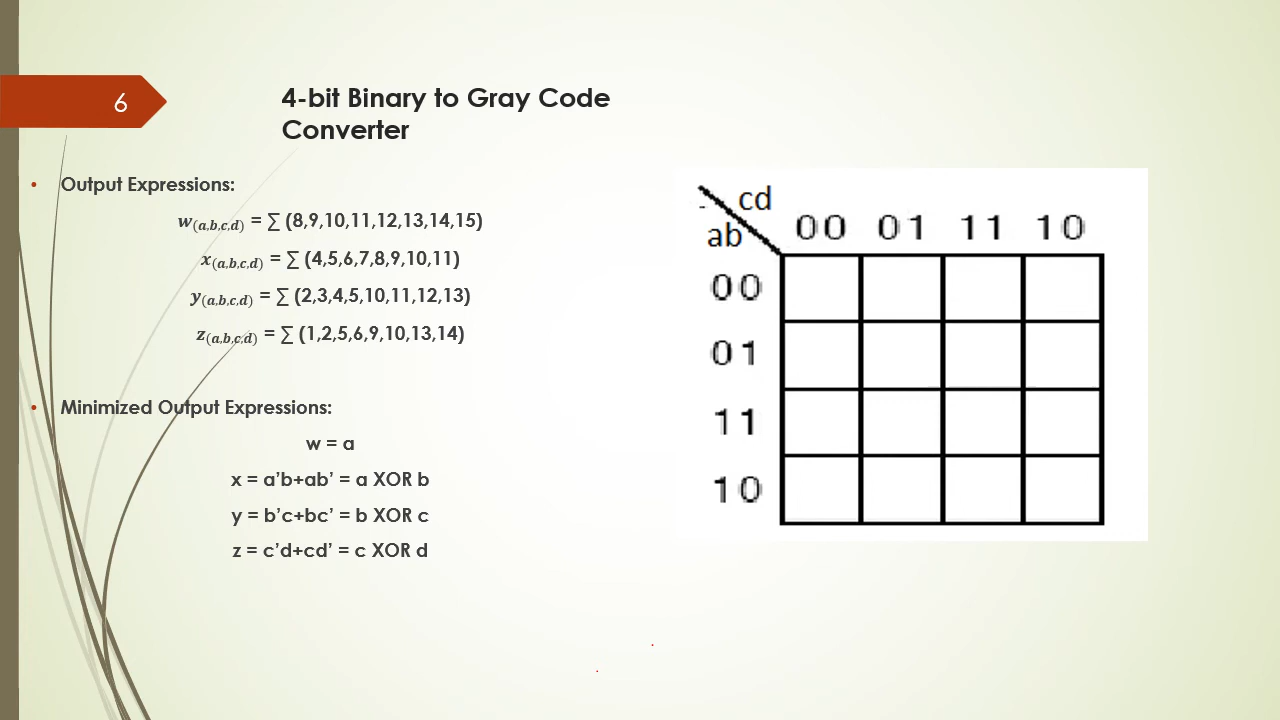 6
4-bit Binary to Gray Code
Converter
• Output Expressions:
w(a,b,c,d) = ∑ (8,9,10,11,12,13,14,15)
x(a,b,c,d) = ∑ (4,5,6,7,8,9,10,11)
y(a,b,c,d) = ∑ (2,3,4,5,10,11,12,13)
z(a,b,c,d) = ∑ (1,2,5,6,9,10,13,14)
• Minimized Output Expressions:
w = a
x = a’b+ab’ = a XOR b
y = b’c+bc’ = b XOR c
z = c’d+cd’ = c XOR d
cd
ab
00 01 11 10
00
01
11
10